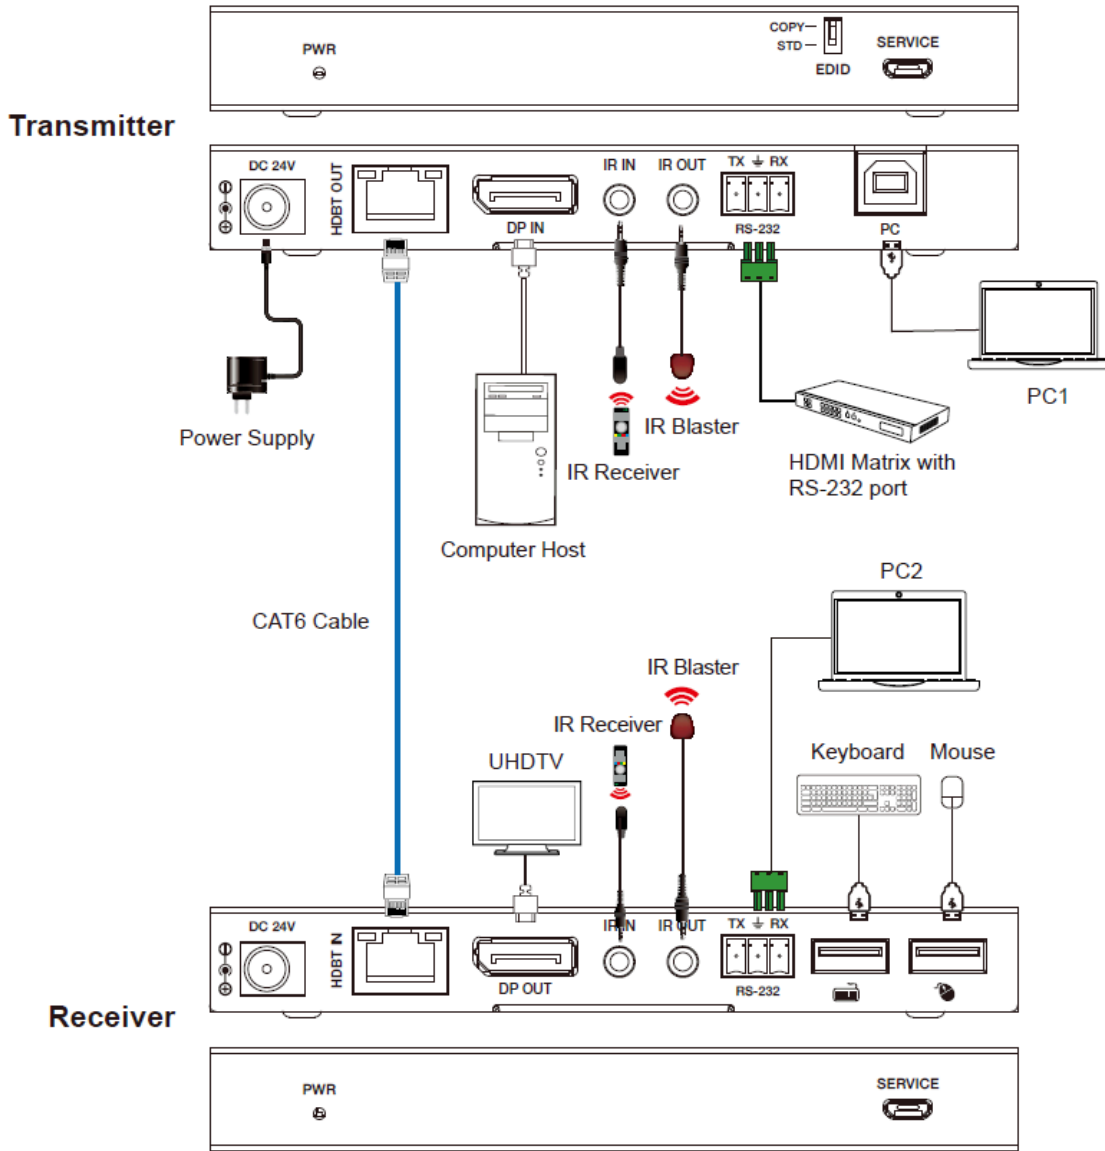 COPY
STD
EDID
SERVICE
PWR
Transmitter
DC 24V
HDBT OUT
DP IN
IR IN
IR OUT
TX RX
RS-232
PC
Power Supply
Computer Host
IR Receiver
IR Blaster
HDMI Matrix with
RS-232 port
PC1
CAT6 Cable
PC2
IR Blaster
IR Receiver
UHDTV
Keyboard
Mouse
DC 24V
HDBT IN
DP OUT
IR IN
IR OUT
TX RX
RS-232
Receiver
PWR
SERVICE